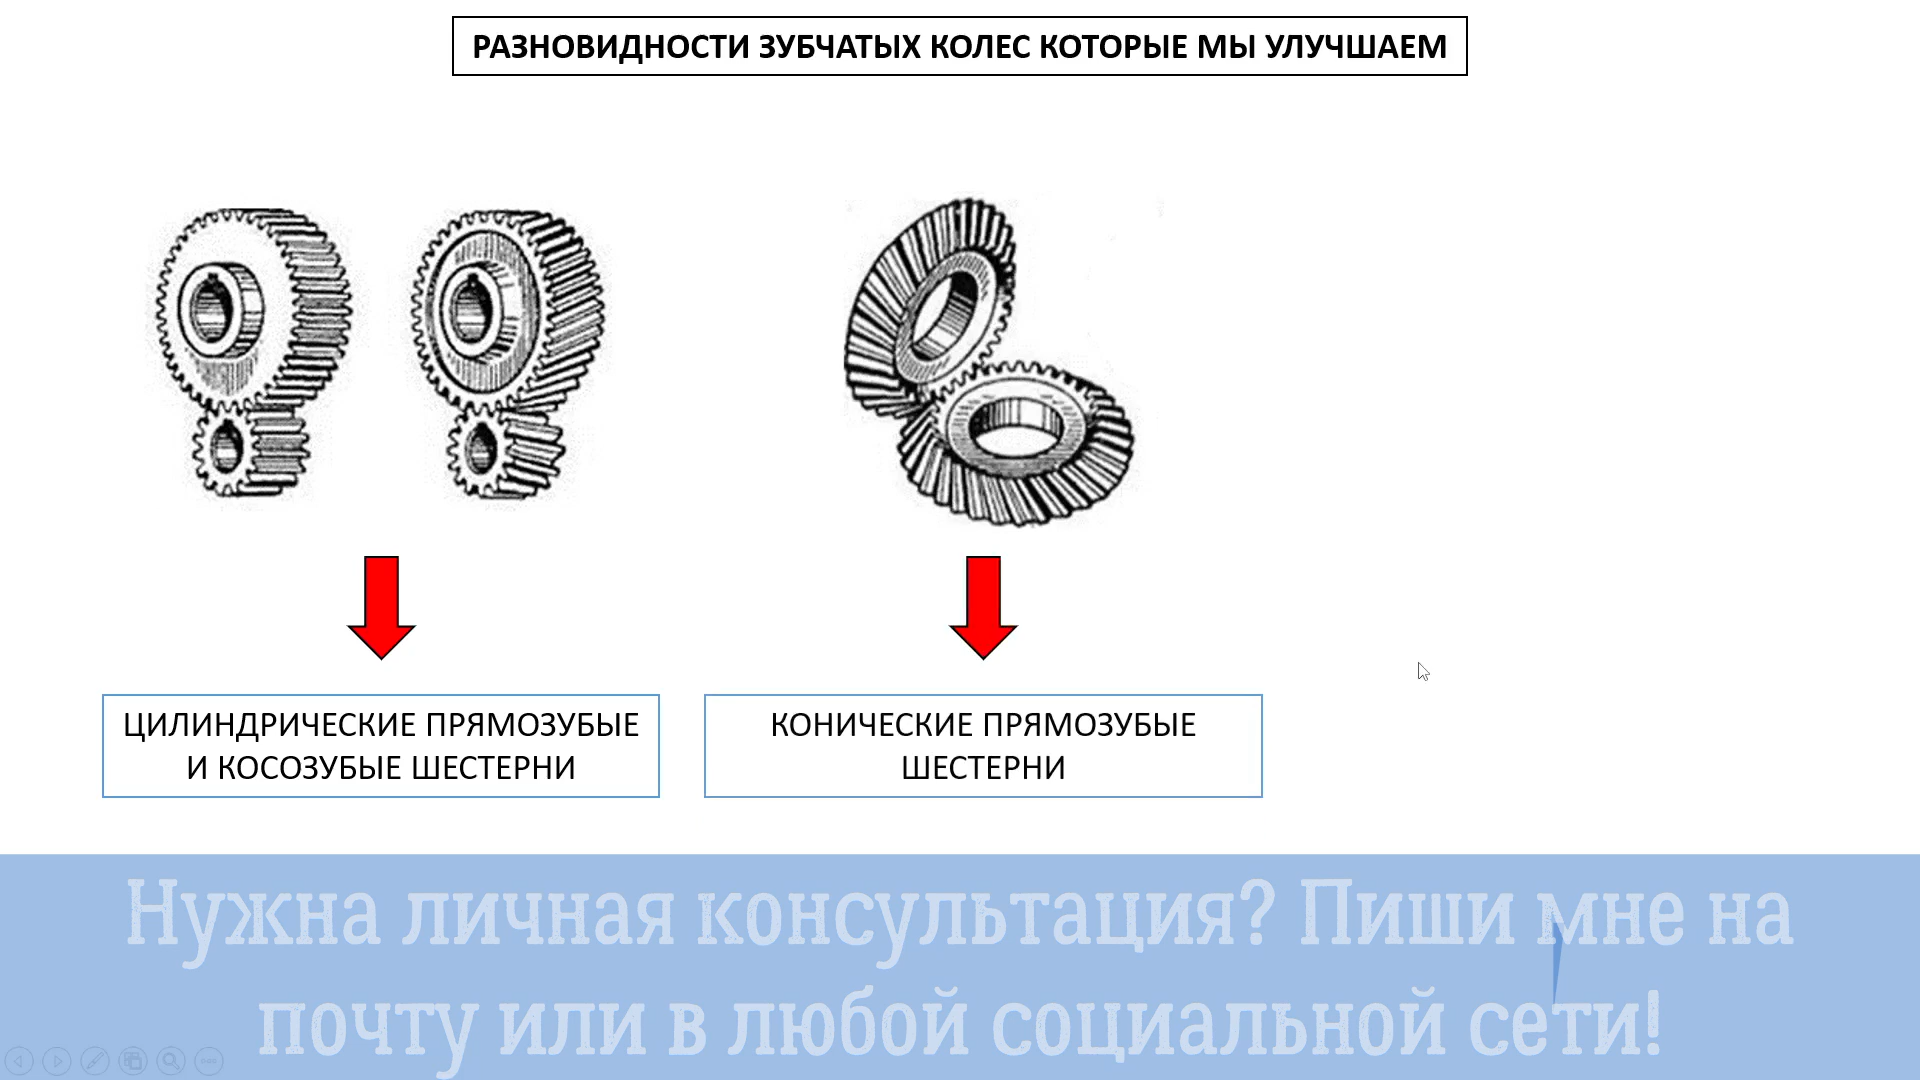 РАЗНОВИДНОСТИ ЗУБЧАТЫХ КОЛЕС КОТОРЫЕ МЫ УЛУЧШАЕМ
ЦИЛИНДРИЧЕСКИЕ ПРЯМОЗУБЫЕ
И КОСОЗУБЫЕ ШЕСТЕРНИ
КОНИЧЕСКИЕ ПРЯМОЗУБЫЕ
ШЕСТЕРНИ
Нужна личная консультация? Пиши мне на
почту или в любой социальной сети!